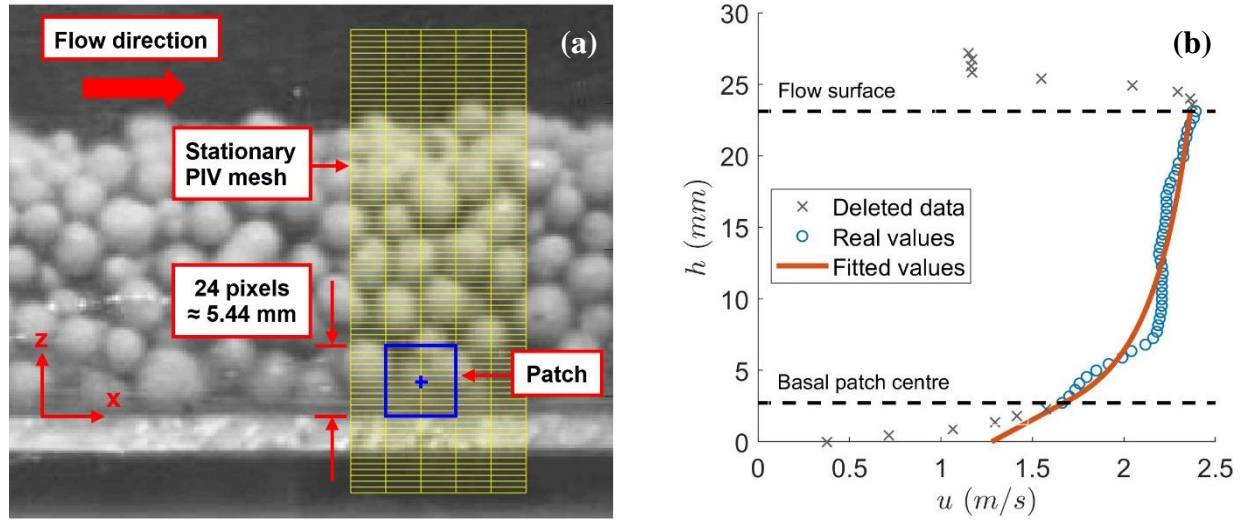 (a)
Flow direction
Stationary
PIV mesh
24 pixels
≈ 5.44 mm
Patch
z
x
(b)
30
25
20
15
10
5
0
h (mm)
Flow surface
Deleted data
Real values
Fitted values
Basal patch centre
0 0.5 1 1.5 2 2.5
u (m/s)